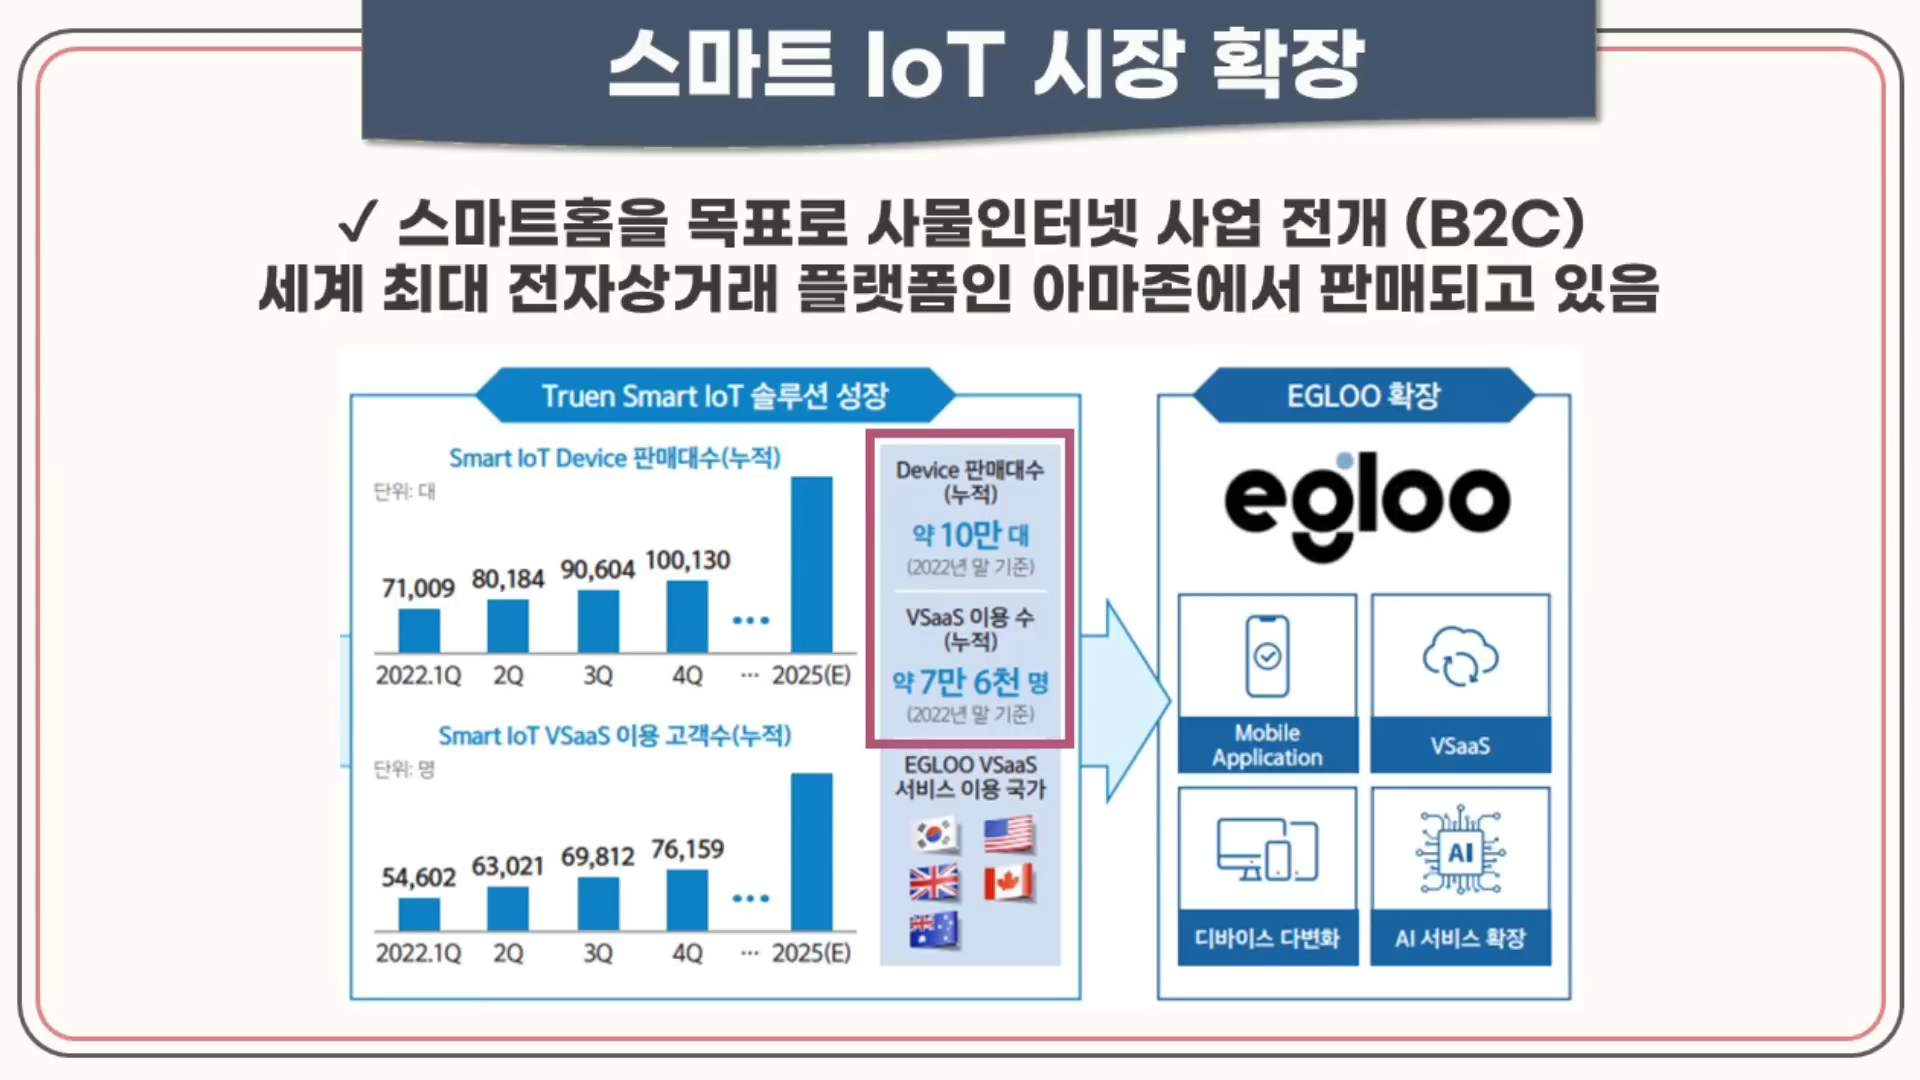 스마트 IoT 시장 확장
✓ 스마트홈을 목표로 사물인터넷 사업 전개 (B2C)
세계 최대 전자상거래 플랫폼인 아마존에서 판매되고 있음
Truen Smart IoT 솔루션 성장
Smart IoT Device 판매대수(누적)
단위: 대
71,009 80,184 90,604 100,130
2022.1Q 2Q 3Q 4Q ··· 2025(E)
Smart IoT VSaaS 이용 고객수(누적)
단위: 명
54,602 63,021 69,812 76,159
2022.1Q 2Q 3Q 4Q ··· 2025(E)
Device 판매대수
(누적)
약 10만 대
(2022년 말 기준)
VSaaS 이용 수
(누적)
약 7만 6천 명
(2022년 말 기준)
EGLOO VSaaS
서비스 이용 국가
EGLOO 확장
egloo
Mobile
Application
VSaaS
디바이스 다변화
AI
AI 서비스 확장